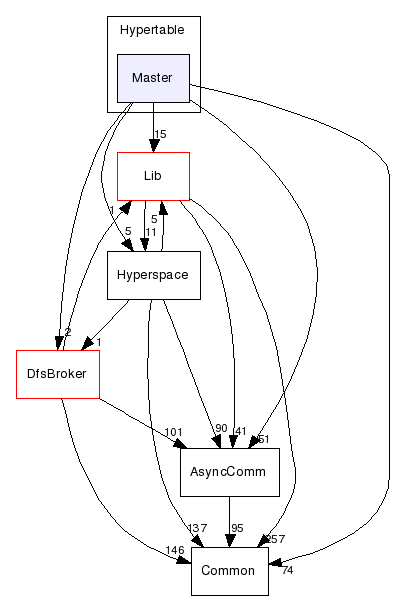 Hypertable
Master
15
Lib
1
5
5
11
Hyperspace
2
1
DfsBroker
101
90
41
51
AsyncComm
137
95
257
146
74
Common